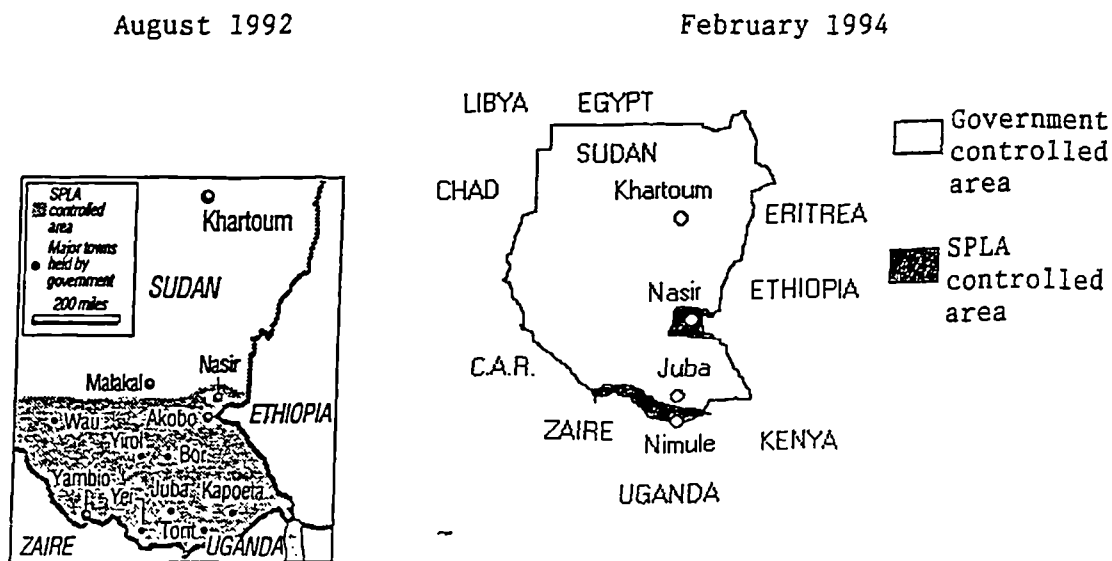 August 1992
February 1994
SPLA
controlled
area
Major towns
held by
government
200 miles
Khartoum
SUDAN
Nasir
Malakal
ETHIOPIA
Wau
Akobo
Yirol
Bor
Yambio
Yei
Juba
Kapoeta
Torit
ZAIRE
UGANDA
LIBYA
EGYPT
SUDAN
CHAD
Khartoum
ERITREA
Nasir
ETHIOPIA
C.A.R.
Juba
ZAIRE
Nimule
KENYA
UGANDA
Government
controlled
area
SPLA
controlled
area